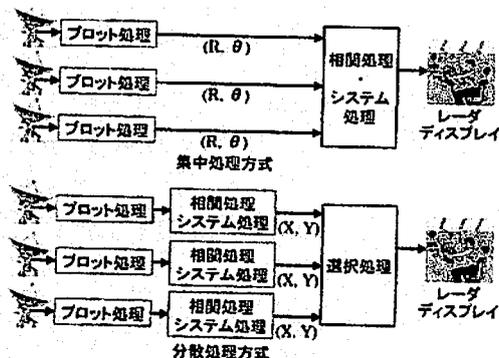 プロット処理
(R, θ)
プロット処理
(R, θ)
プロット処理
(R, θ)
相関処理
・
システム
処理
レーダ
ディスプレイ
集中処理方式
プロット処理
相関処理
システム処理
(X, Y)
プロット処理
相関処理
システム処理
(X, Y)
プロット処理
相関処理
システム処理
(X, Y)
選択処理
レーダ
ディスプレイ
分散処理方式